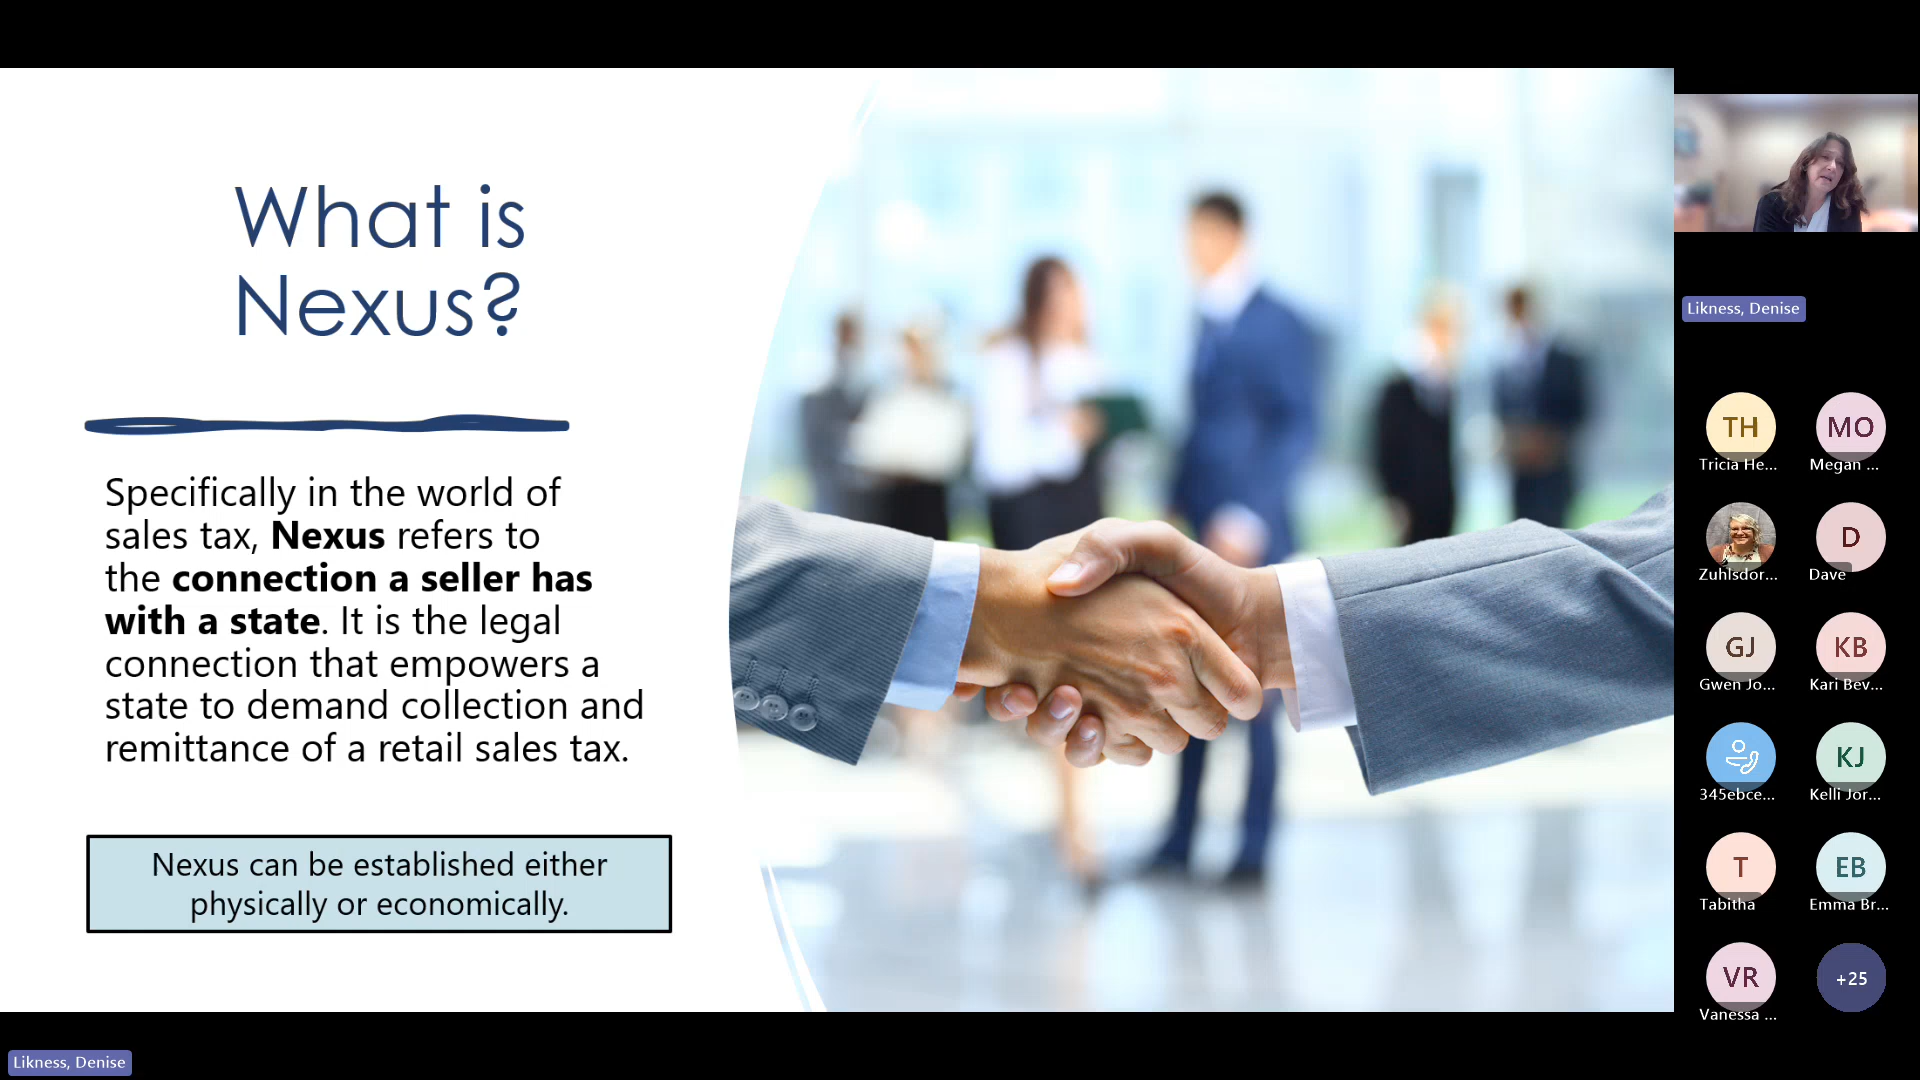 What is
Nexus?
Specifically in the world of
sales tax, Nexus refers to
the connection a seller has
with a state. It is the legal
connection that empowers a
state to demand collection and
remittance of a retail sales tax.
Nexus can be established either
physically or economically.
Likness, Denise
TH
Tricia He...
MO
Megan ...
Zuhlsdor...
D
Dave
GJ
Gwen Jo...
KB
Kari Bev...
345ebce...
KJ
Kelli Jor...
T
Tabitha
EB
Emma Br...
VR
Vanessa ...
+25
Likness, Denise